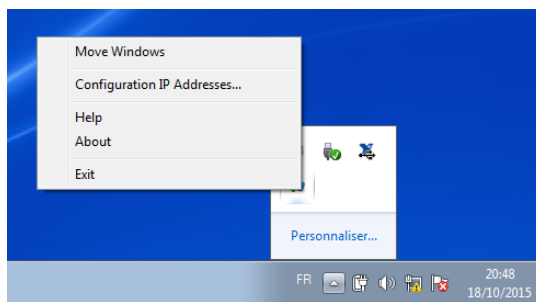 Move Windows
Configuration IP Addresses...
Help
About
Exit
Personnaliser...
FR
20:48
18/10/2015